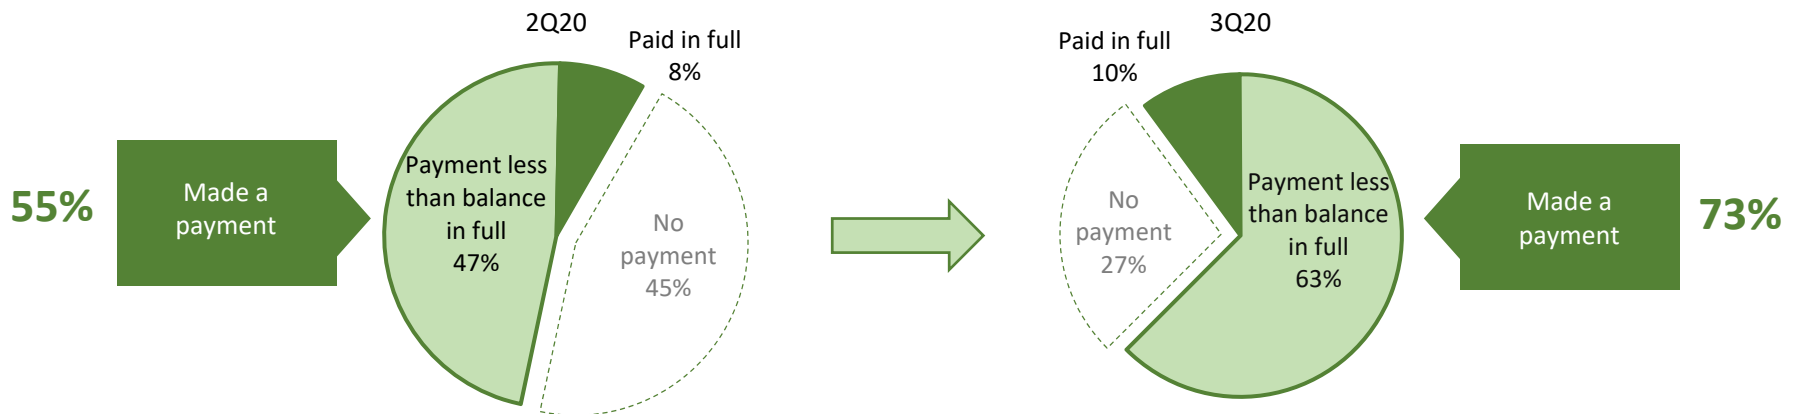 2Q20
Paid in full
8%
55%
Made a
payment
Payment less
than balance
in full
47%
No
payment
45%
3Q20
Paid in full
10%
No
payment
27%
Payment less
than balance
in full
63%
Made a
payment
73%